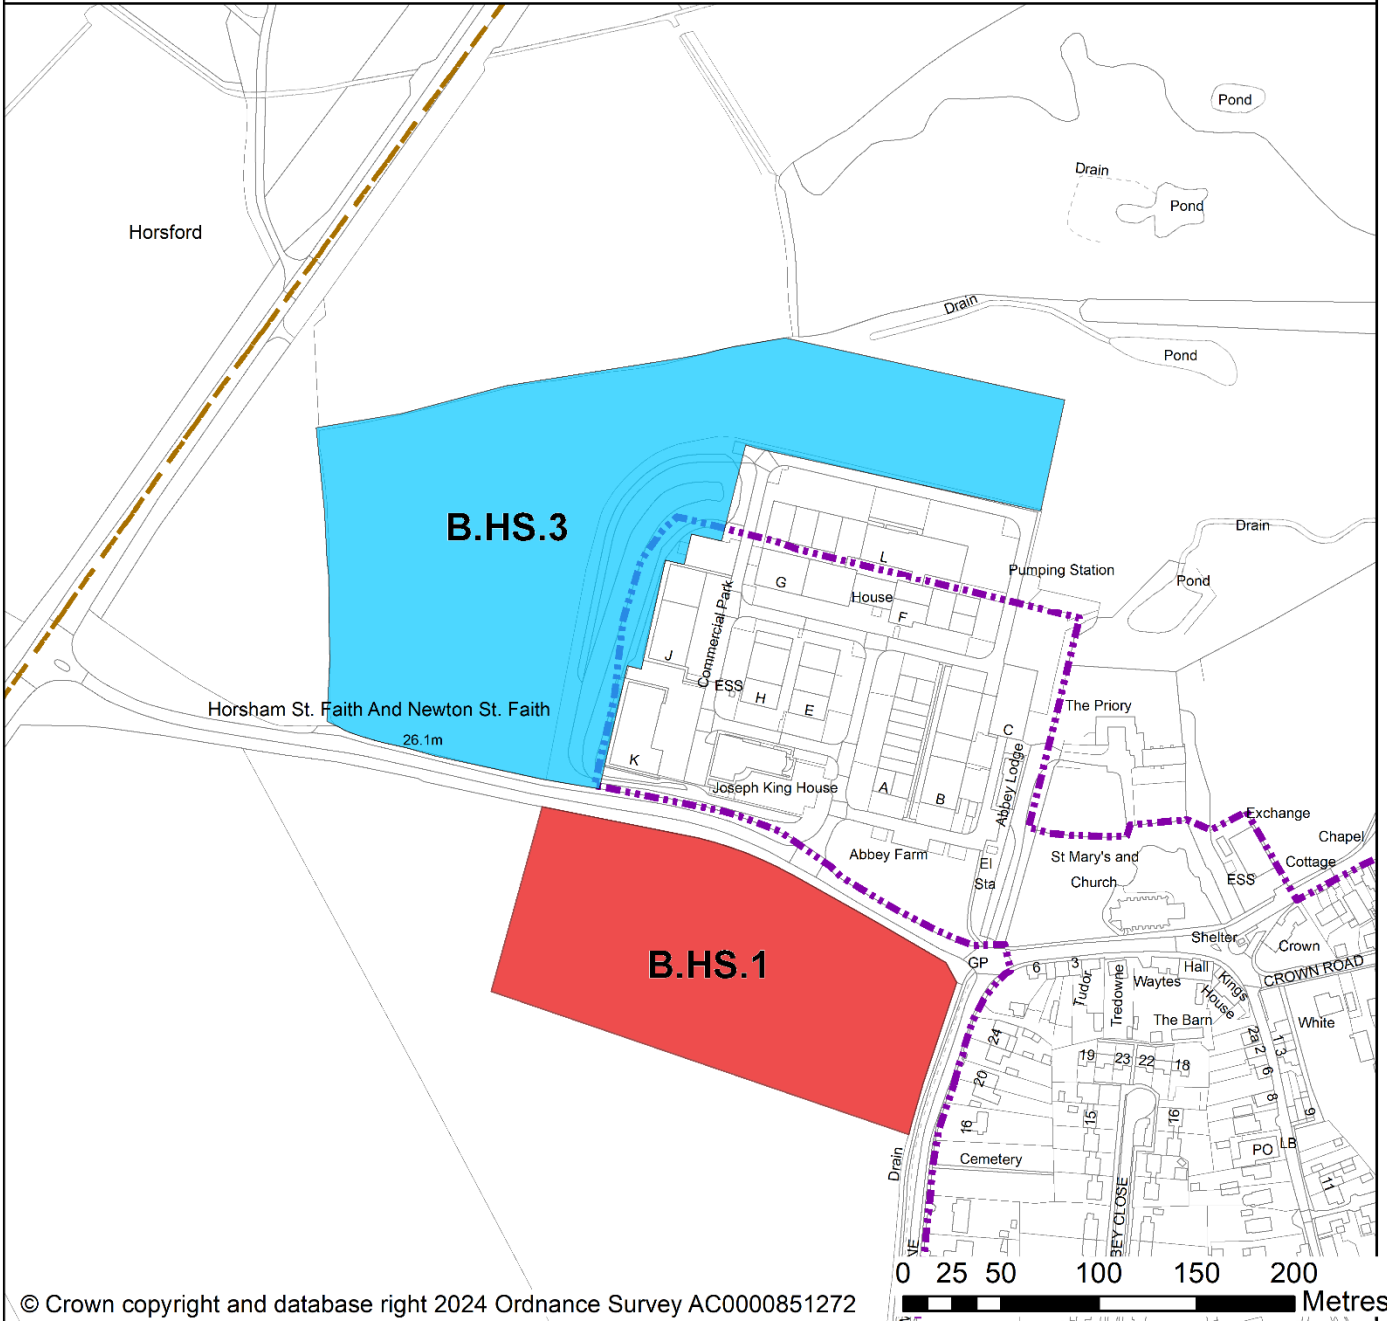 Pond
Drain
Pond
Horsford
Drain
Pond
B.HS.3
Drain
L
Pumping Station
Pond
G
House
F
Commercial Park
J
ESS
H
E
The Priory
Horsham St. Faith And Newton St. Faith
26.1m
C
K
Joseph King House
A
B
Abbey Lodge
Exchange
Chapel
Abbey Farm
El
Sta
St Mary's and
Church
Cottage
ESS
Shelter
Crown
B.HS.1
GP
6
3
Hall
CROWN ROAD
Tudor
Tredowne
Waytes
Kings
House
The Barn
White
24
2a
2
1
3
19
23
22
18
6
20
8
9
16
15
16
PO
LB
Drain
Cemetery
11
BEY CLOSE
NE
0 25 50 100 150 200
Metres
© Crown copyright and database right 2024 Ordnance Survey AC0000851272